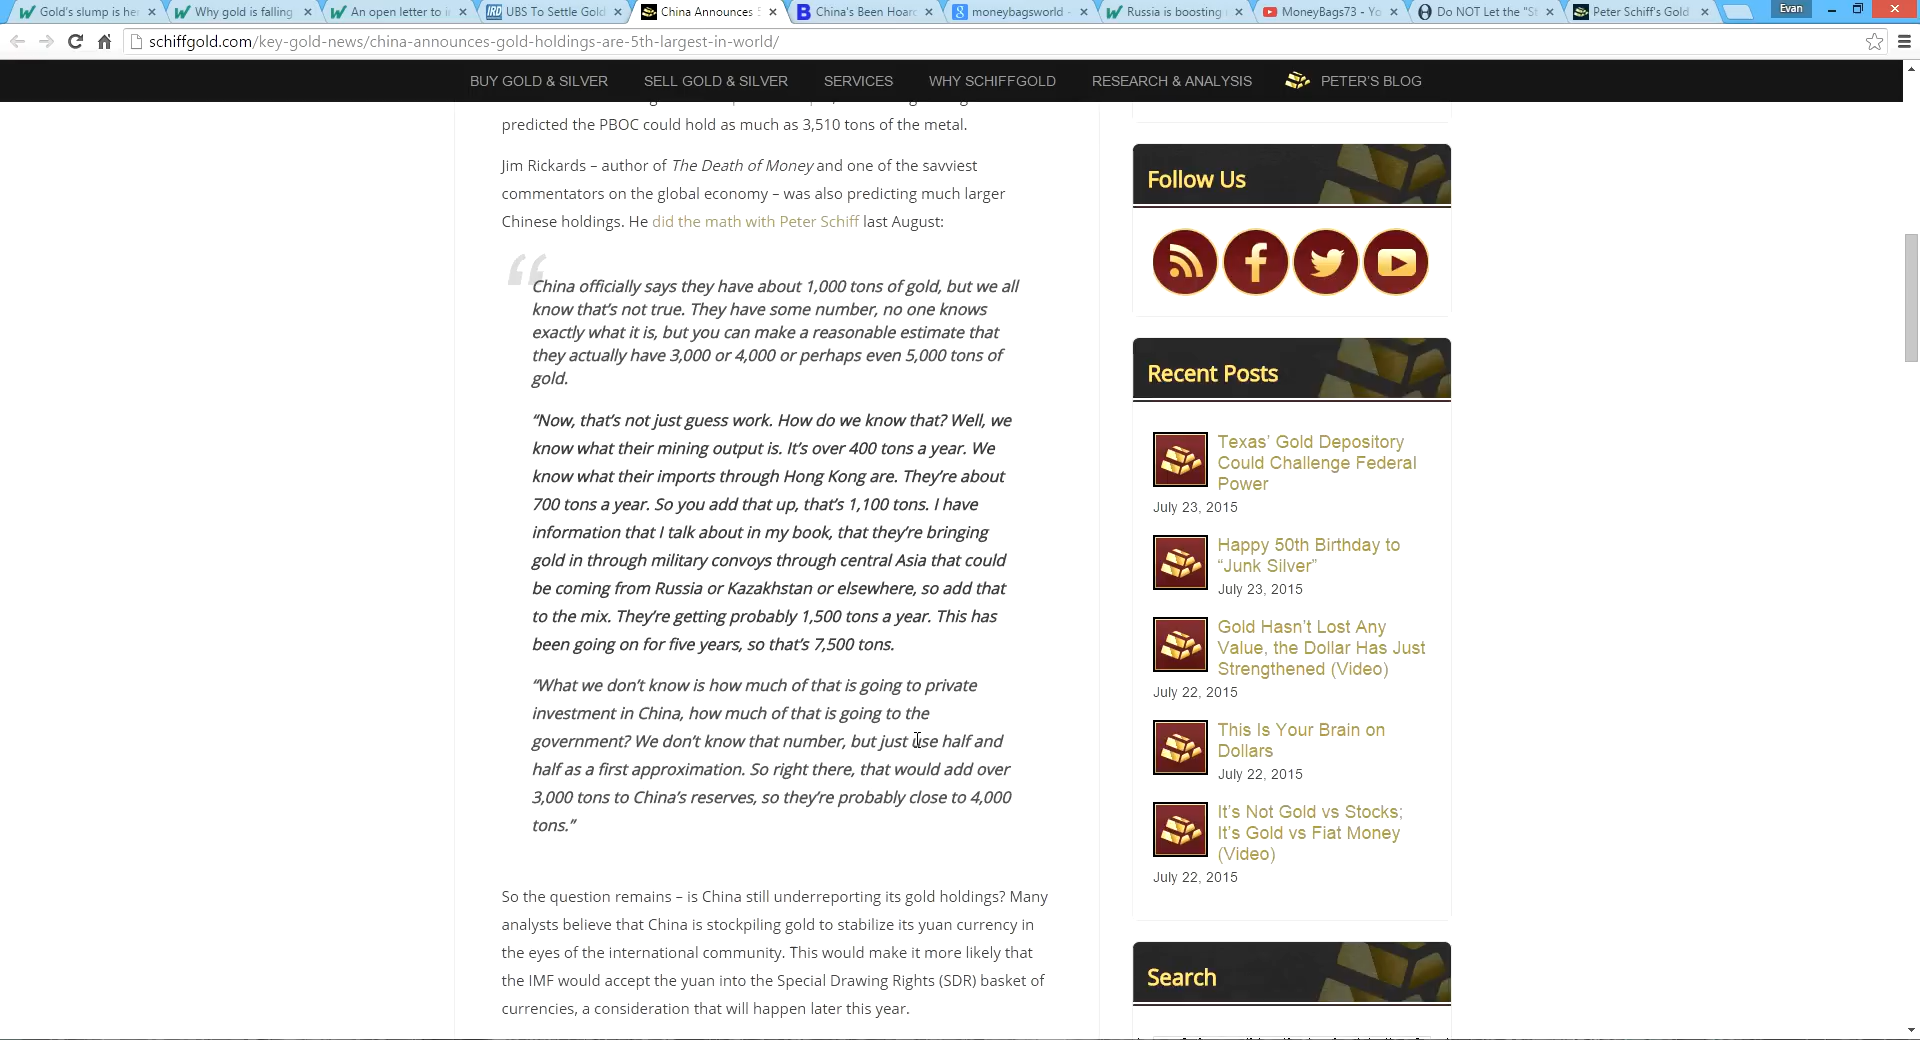 Gold's slump is her
Why gold is falling
An open letter to i
UBS To Settle Gold
China Announces 5
China's Been Hoar
moneybagsworld -
Russia is boosting
MoneyBags73 - Yo
Do NOT Let the "St
Peter Schiff's Gold
Evan
schiffgold.com/key-gold-news/china-announces-gold-holdings-are-5th-largest-in-world/
BUY GOLD & SILVER SELL GOLD & SILVER SERVICES WHY SCHIFFGOLD RESEARCH & ANALYSIS PETER'S BLOG
predicted the PBOC could hold as much as 3,510 tons of the metal.
Jim Rickards – author of The Death of Money and one of the savviest
commentators on the global economy – was also predicting much larger
Chinese holdings. He did the math with Peter Schiff last August:
“
China officially says they have about 1,000 tons of gold, but we all
know that's not true. They have some number, no one knows
exactly what it is, but you can make a reasonable estimate that
they actually have 3,000 or 4,000 or perhaps even 5,000 tons of
gold.
“Now, that's not just guess work. How do we know that? Well, we
know what their mining output is. It's over 400 tons a year. We
know what their imports through Hong Kong are. They're about
700 tons a year. So you add that up, that's 1,100 tons. I have
information that I talk about in my book, that they're bringing
gold in through military convoys through central Asia that could
be coming from Russia or Kazakhstan or elsewhere, so add that
to the mix. They're getting probably 1,500 tons a year. This has
been going on for five years, so that's 7,500 tons.
“What we don't know is how much of that is going to private
investment in China, how much of that is going to the
government? We don't know that number, but just use half and
half as a first approximation. So right there, that would add over
3,000 tons to China's reserves, so they're probably close to 4,000
tons.”
So the question remains – is China still underreporting its gold holdings? Many
analysts believe that China is stockpiling gold to stabilize its yuan currency in
the eyes of the international community. This would make it more likely that
the IMF would accept the yuan into the Special Drawing Rights (SDR) basket of
currencies, a consideration that will happen later this year.
Follow Us
Recent Posts
Texas' Gold Depository
Could Challenge Federal
Power
July 23, 2015
Happy 50th Birthday to
“Junk Silver”
July 23, 2015
Gold Hasn't Lost Any
Value, the Dollar Has Just
Strengthened (Video)
July 22, 2015
This Is Your Brain on
Dollars
July 22, 2015
It's Not Gold vs Stocks;
It's Gold vs Fiat Money
(Video)
July 22, 2015
Search